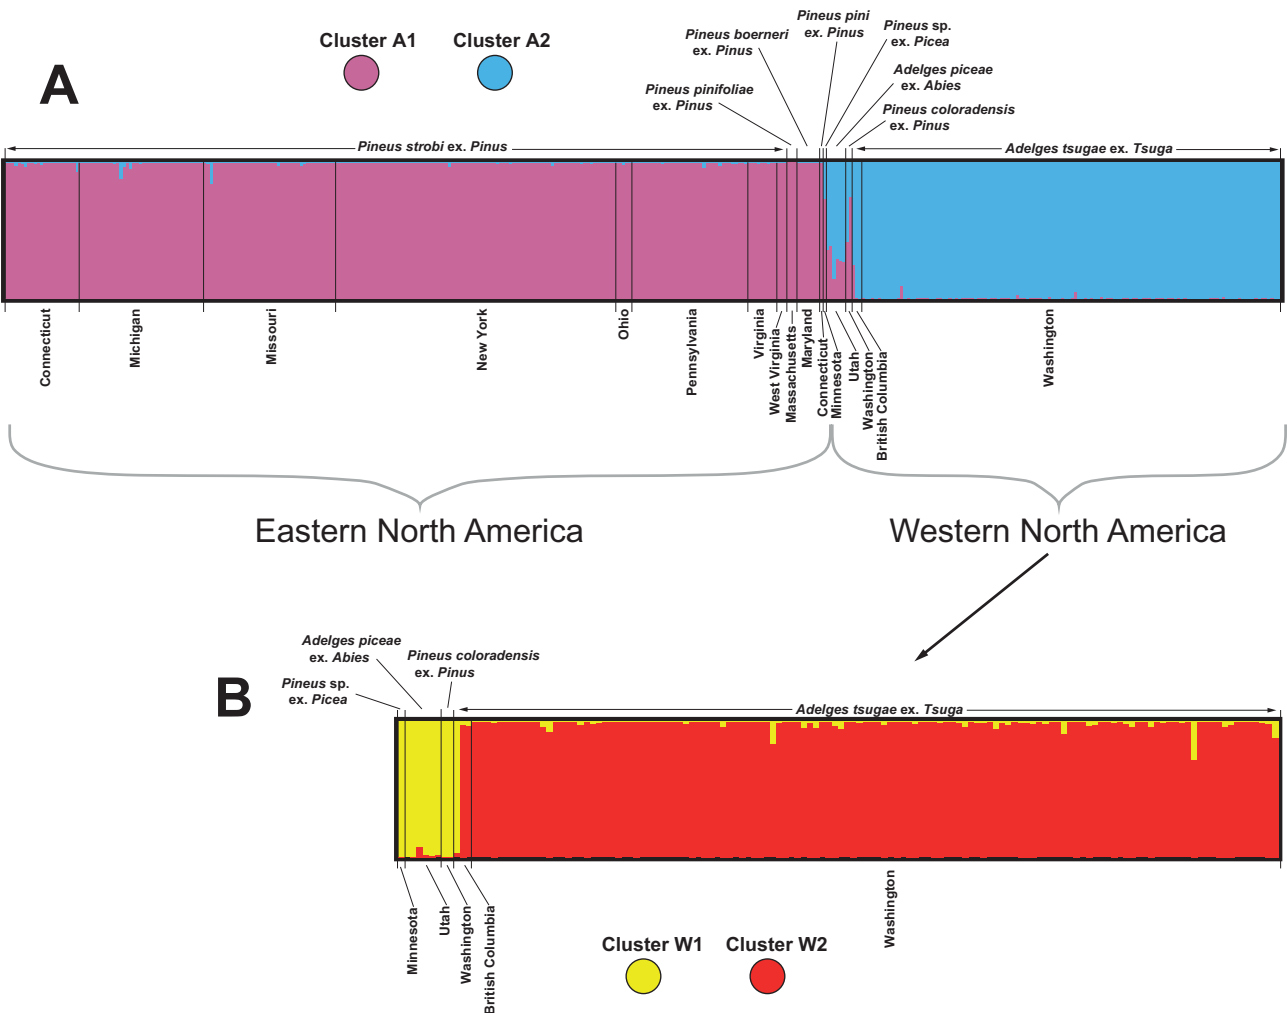 A
Cluster A1
Cluster A2
Pineus pinifoliae
ex. Pinus
Pineus boerneri
ex. Pinus
Pineus pini
ex. Pinus
Pineus sp.
ex. Picea
Adelges piceae
ex. Abies
Pineus coloradensis
ex. Pinus
Pineus strobi ex. Pinus
Adelges tsugae ex. Tsuga
Connecticut
Michigan
Missouri
New York
Ohio
Pennsylvania
Virginia
West Virginia
Massachusetts
Maryland
Connecticut
Minnesota
Utah
Washington
British Columbia
Washington
Eastern North America
Western North America
B
Pineus sp.
ex. Picea
Adelges piceae
ex. Abies
Pineus coloradensis
ex. Pinus
Adelges tsugae ex. Tsuga
Minnesota
Utah
Washington
British Columbia
Washington
Cluster W1
Cluster W2